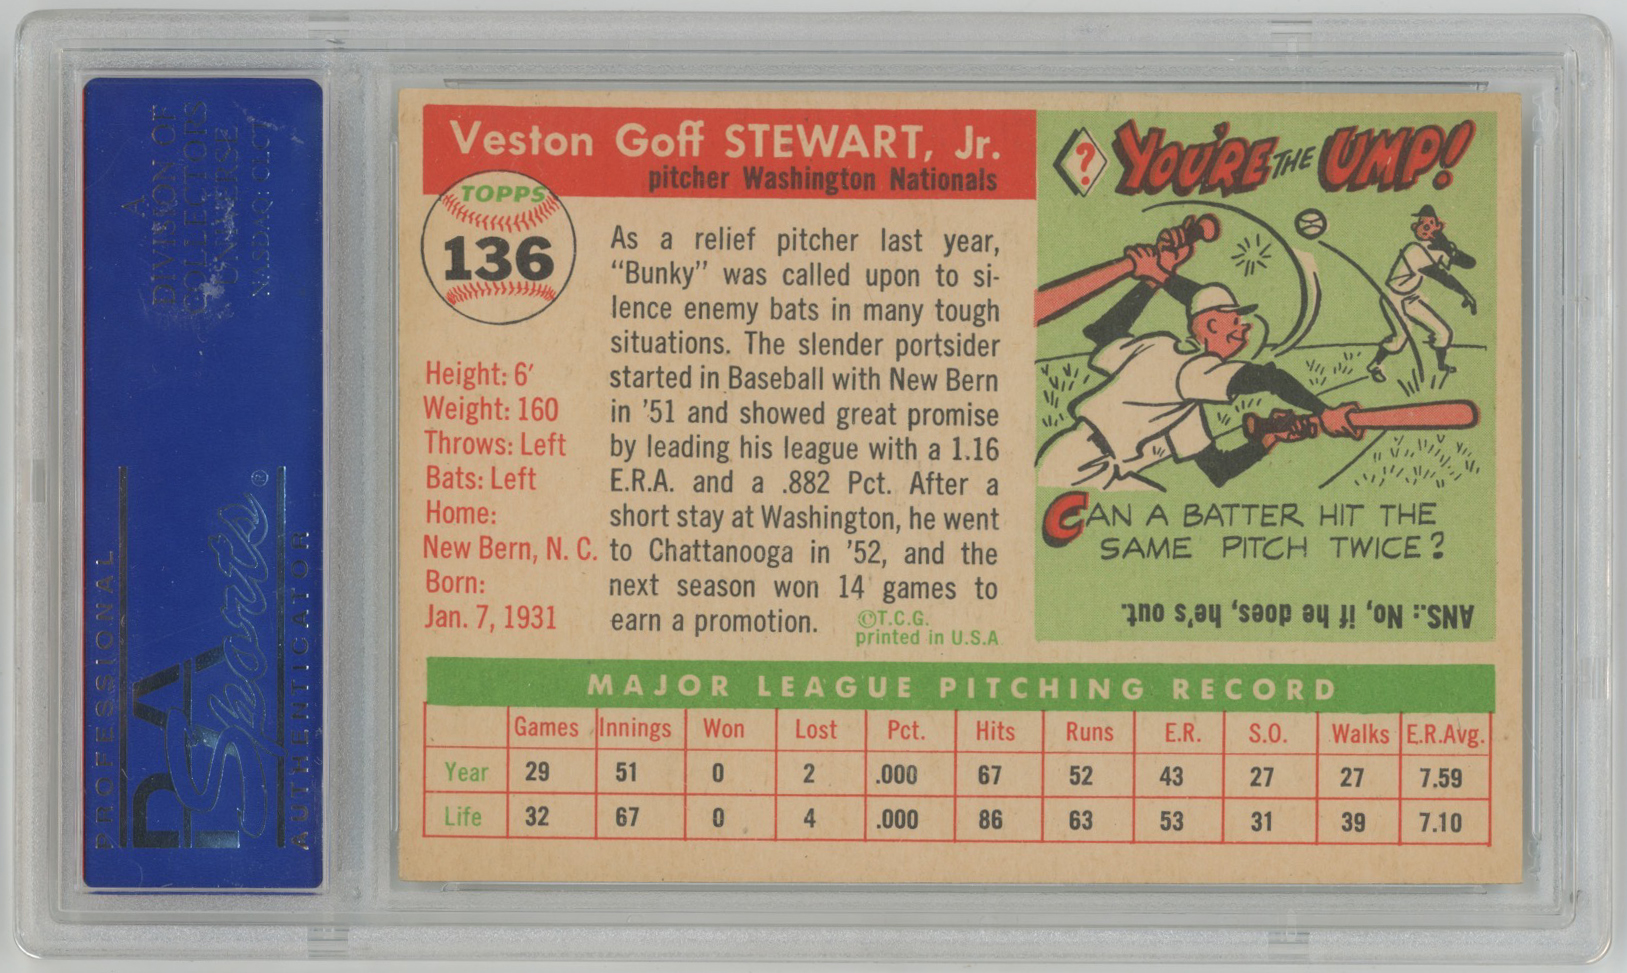 A
DIVISION OF
COLLECTORS
UNIVERSE
NASDAQ: CLCT
PROFESSIONAL
PSA
Sports®
AUTHENTICATOR
Veston Goff STEWART, Jr.
pitcher Washington Nationals
TOPPS
136
Height: 6′
Weight: 160
Throws: Left
Bats: Left
Home:
New Bern, N. C.
Born:
Jan. 7, 1931
As a relief pitcher last year,
“Bunky” was called upon to si-
lence enemy bats in many tough
situations. The slender portsider
started in Baseball with New Bern
in ’51 and showed great promise
by leading his league with a 1.16
E.R.A. and a .882 Pct. After a
short stay at Washington, he went
to Chattanooga in ’52, and the
next season won 14 games to
earn a promotion.
©T.C.G.
printed in U.S.A
? YOU'RE THE UMP!
CAN A BATTER HIT THE
SAME PITCH TWICE?
ANS.: No, if he does, he's out.
MAJOR LEAGUE PITCHING RECORD
Games Innings Won Lost Pct. Hits Runs E.R. S.O. Walks E.R.Avg.
Year 29 51 0 2 .000 67 52 43 27 27 7.59
Life 32 67 0 4 .000 86 63 53 31 39 7.10